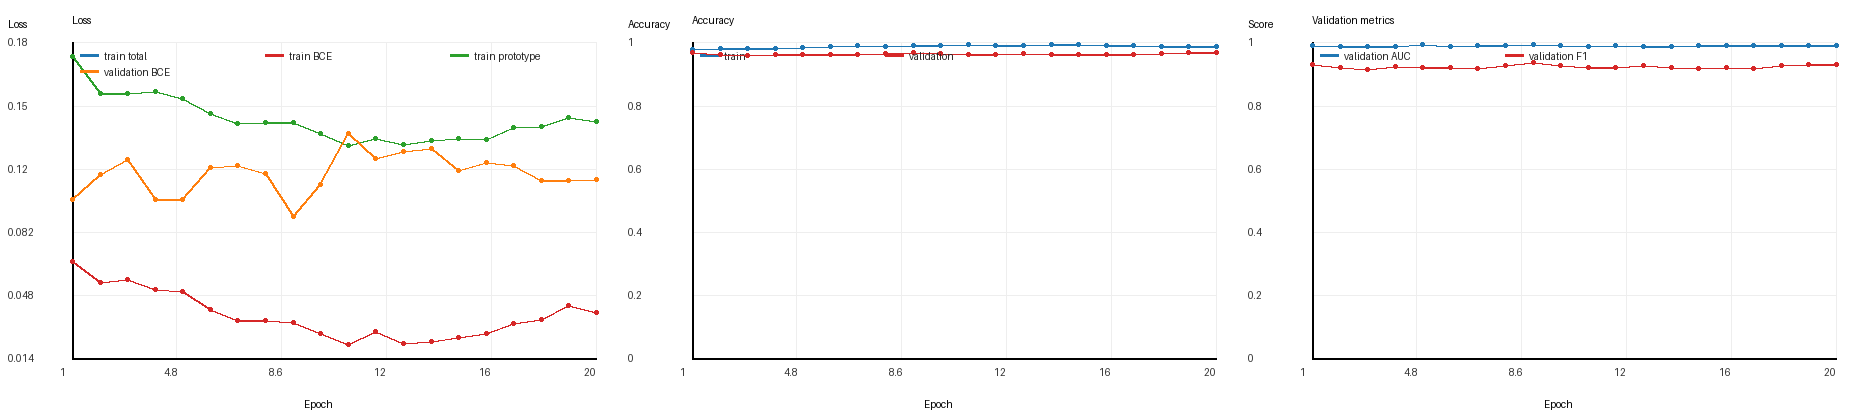 Loss
Loss
train total
train BCE
train prototype
validation BCE
0.18
0.15
0.12
0.082
0.048
0.014
1
4.8
8.6
12
16
20
Epoch
Accuracy
Accuracy
train
validation
1
0.8
0.6
0.4
0.2
0
1
4.8
8.6
12
16
20
Epoch
Score
Validation metrics
validation AUC
validation F1
1
0.8
0.6
0.4
0.2
0
1
4.8
8.6
12
16
20
Epoch